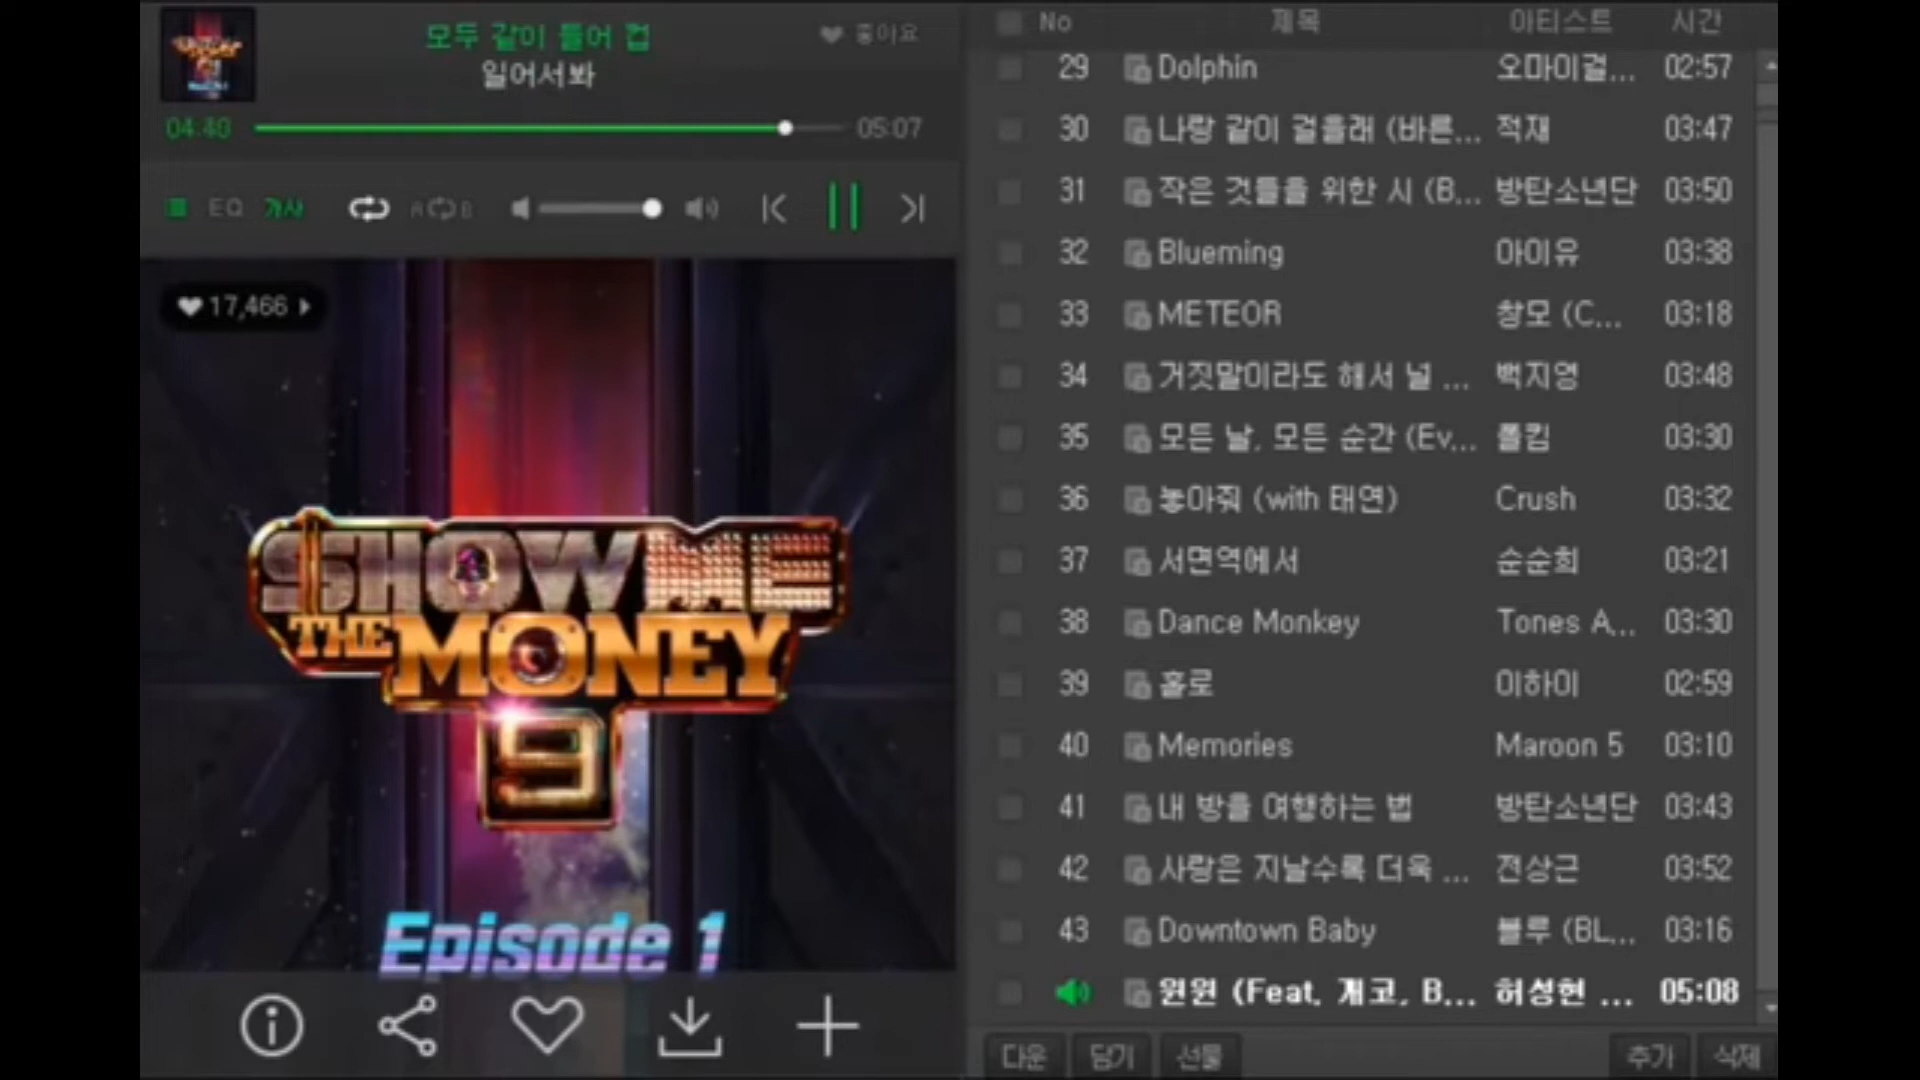 모두 같이 들어 컵
일어서봐
좋아요
04:48
05:07
EQ 가사 A B
17,466
SHOW ME
THE MONEY
9
Episode 1
No 제목 아티스트 시간
29 Dolphin 오마이걸... 02:57
30 나랑 같이 걸을래 (바른... 적재 03:47
31 작은 것들을 위한 시 (B... 방탄소년단 03:50
32 Blueming 아이유 03:38
33 METEOR 창모 (C... 03:18
34 거짓말이라도 해서 널 ... 백지영 03:48
35 모든 날, 모든 순간 (Ev... 폴킴 03:30
36 놓아줘 (with 태연) Crush 03:32
37 서면역에서 순순희 03:21
38 Dance Monkey Tones A... 03:30
39 홀로 이하이 02:59
40 Memories Maroon 5 03:10
41 내 방을 여행하는 법 방탄소년단 03:43
42 사랑은 지날수록 더욱 ... 전상근 03:52
43 Downtown Baby 블루 (BL... 03:16
원원 (Feat. 개코, B... 허성현 ... 05:08
다운 담기 선물 추가 삭제